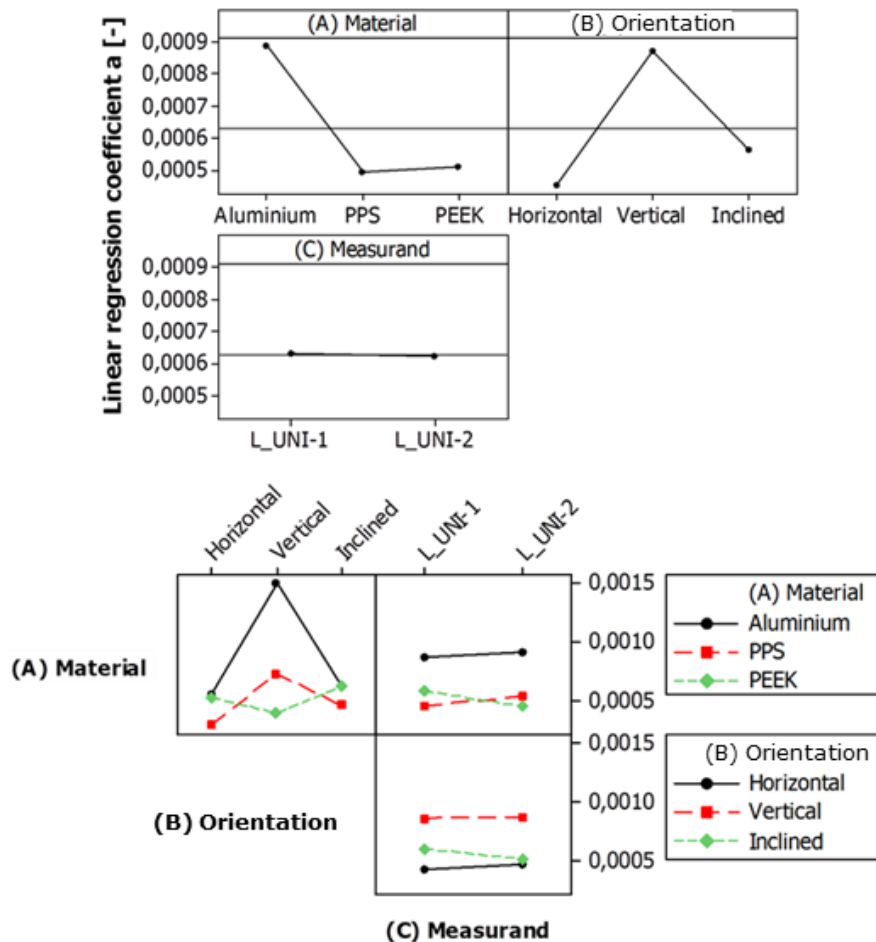 Linear regression coefficient a [-]
(A) Material
(B) Orientation
0,0009
0,0008
0,0007
0,0006
0,0005
Aluminium PPS PEEK
Horizontal Vertical Inclined
(C) Measurand
0,0009
0,0008
0,0007
0,0006
0,0005
L_UNI-1 L_UNI-2
Horizontal Vertical Inclined
L_UNI-1 L_UNI-2
(A) Material
0,0015
0,0010
0,0005
(A) Material
Aluminium
PPS
PEEK
(B) Orientation
0,0015
0,0010
0,0005
(B) Orientation
Horizontal
Vertical
Inclined
(C) Measurand